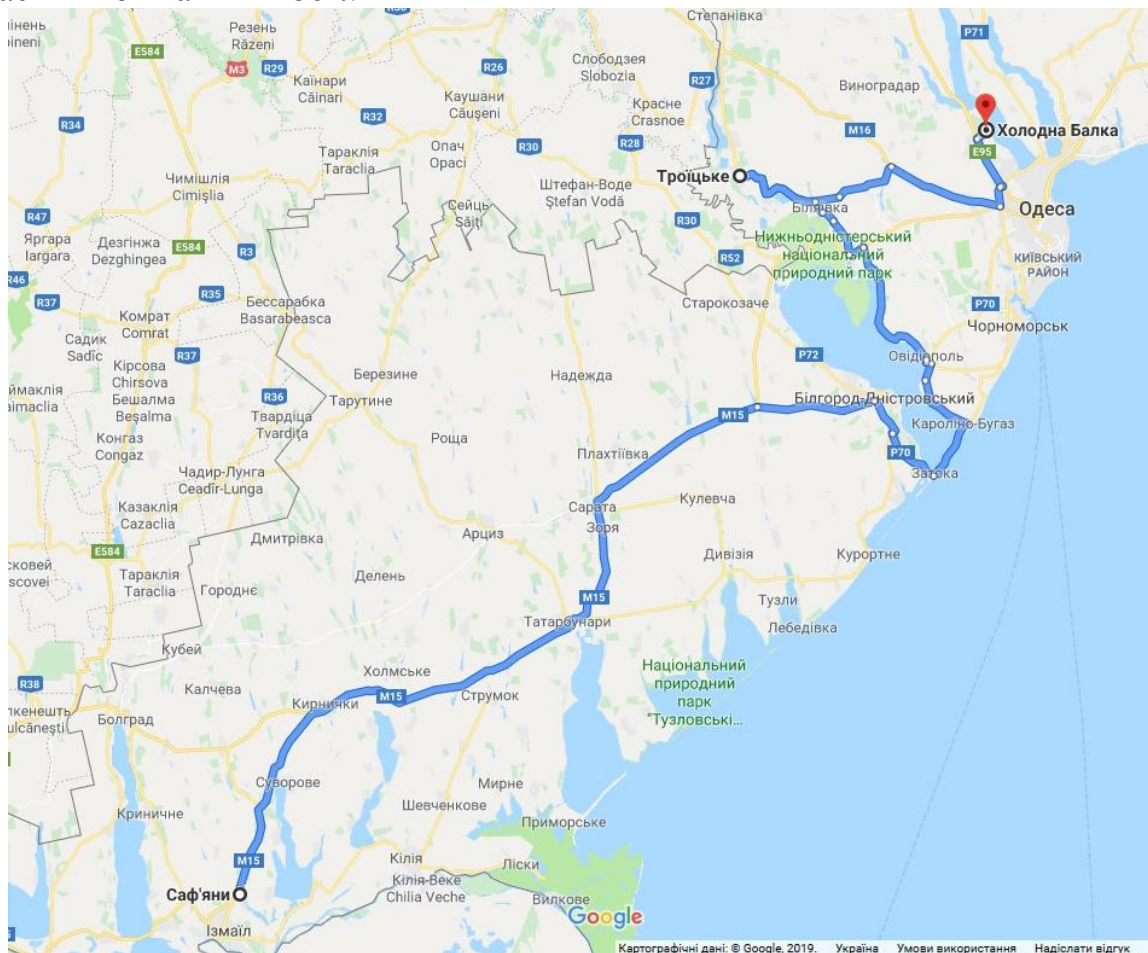 Степанівка
P71
Резень
Răzeni
E584
M3
R29
Каїнари
Căinari
R26
Слободзея
Slobozia
R27
Виноградар
Каушани
Căușeni
Красне
Crasnoe
M16
Холодна Балка
E95
R34
R32
R30
R28
Опач
Opaci
Тараклія
Taraclia
Троїцьке
Чимішлія
Cimișlia
Штефан-Воде
Ștefan Vodă
Біляївка
Одеса
Сейць
Săiți
R47
R30
Яргара
Iargara
Дезгінжа
Dezghingea
E584
R3
R52
Нижньодністерський
національний
природний парк
КИЇВСЬКИЙ
РАЙОН
R46
R37
R35
Бессарабка
Basarabeasca
Старокозаче
P70
Чорноморськ
Комрат
Comrat
Садик
Sadîc
R37
P72
Овідіополь
Кірсова
Chirsova
Бешалма
Beșalma
Березине
Надежда
R36
Тарутине
Твардіца
Tvardița
Білгород-Дністровський
M15
Кароліно-Бугаз
Конгаз
Congaz
Роща
Плахтіївка
P70
Затока
Чадир-Лунга
Ceadîr-Lunga
Казаклія
Cazaclia
Сарата
Зоря
Кулевча
Арциз
Дмитрівка
E584
Дивізія
Курортне
Тараклія
Taraclia
Городнє
Делень
M15
Тузли
Татарбунари
Лебедівка
Кубей
Холмське
Національний
природний
парк
"Тузловські...
R38
Калчева
M15
Струмок
Кирнички
Болград
Суворове
Мирне
Криничне
Шевченкове
Приморське
M15
Кілія
Ліски
Саф'яни
Кілія-Веке
Chilia Veche
Вилкове
Ізмаїл
Google
Картографічні дані: © Google, 2019. Україна Умови використання Надіслати відгук